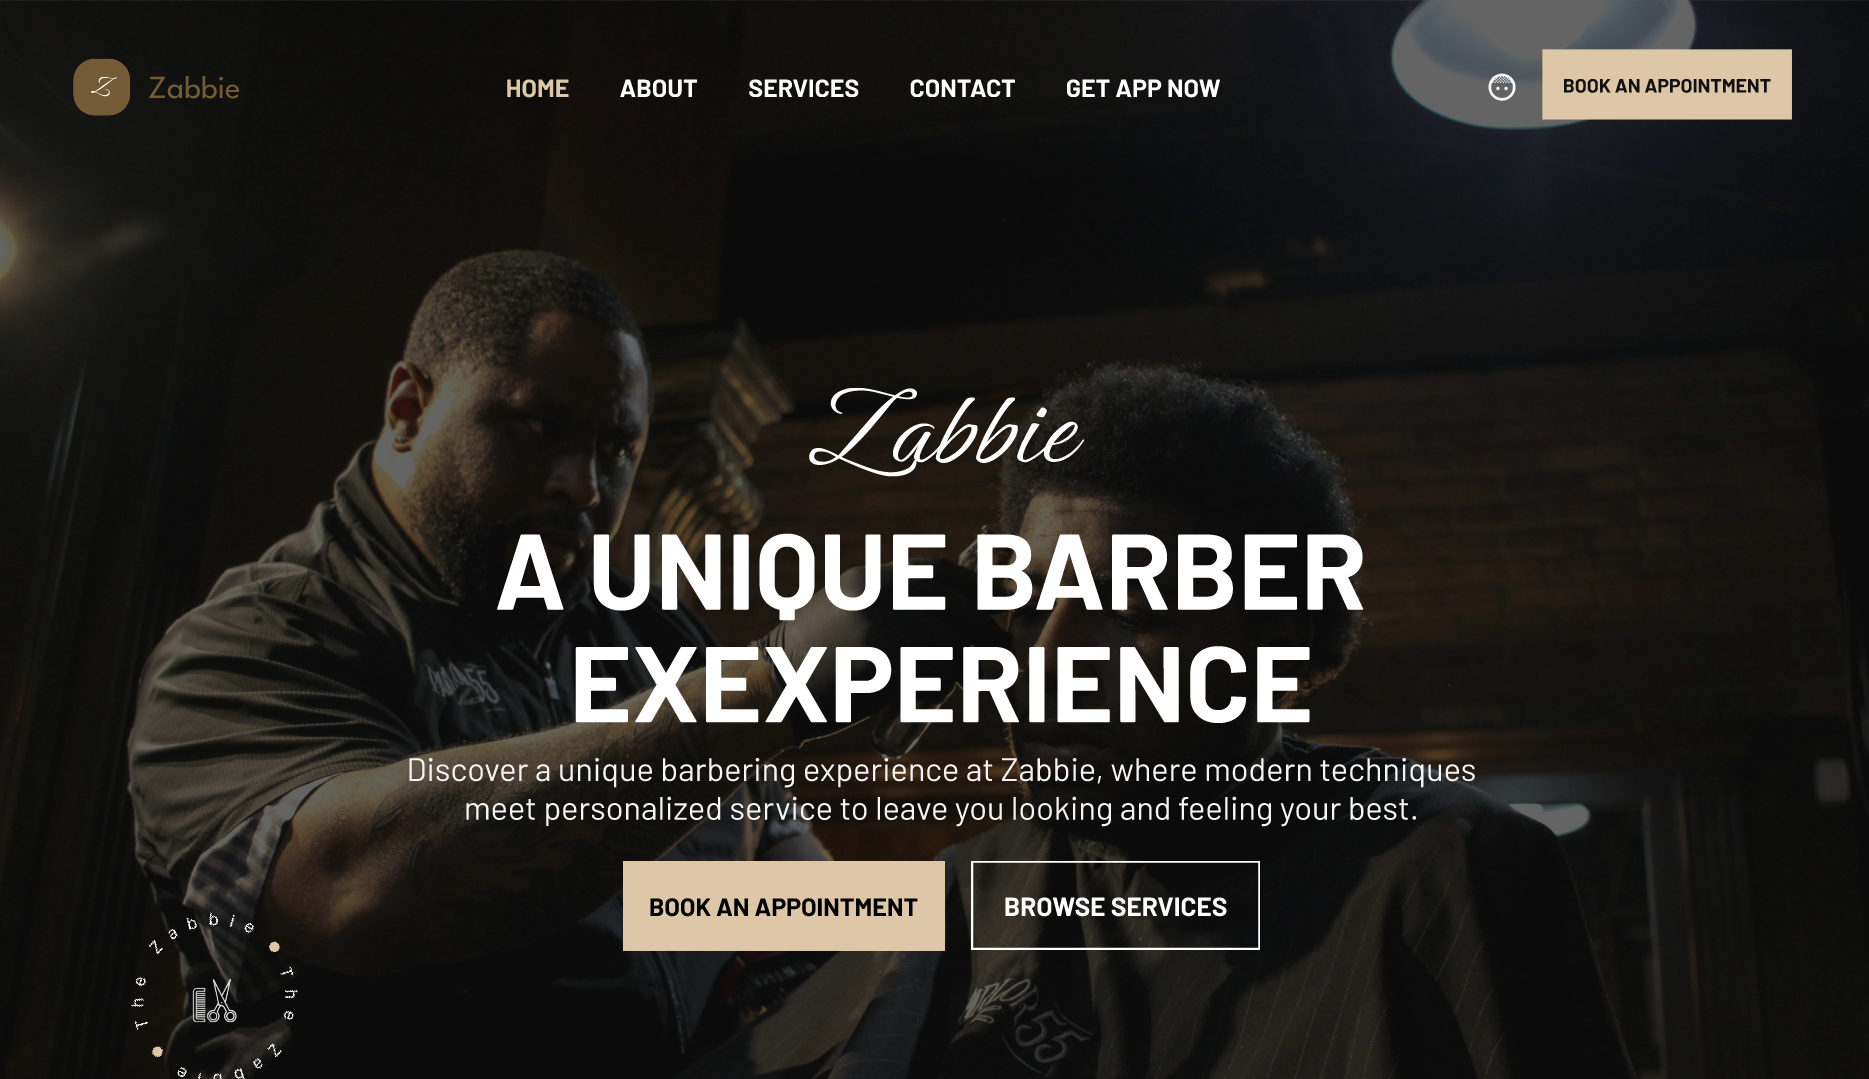 Z Zabbie
HOME ABOUT SERVICES CONTACT GET APP NOW
BOOK AN APPOINTMENT
Zabbie
A UNIQUE BARBER
EXEXPERIENCE
Discover a unique barbering experience at Zabbie, where modern techniques
meet personalized service to leave you looking and feeling your best.
BOOK AN APPOINTMENT
BROWSE SERVICES
The Zabbie • The Zabbie •